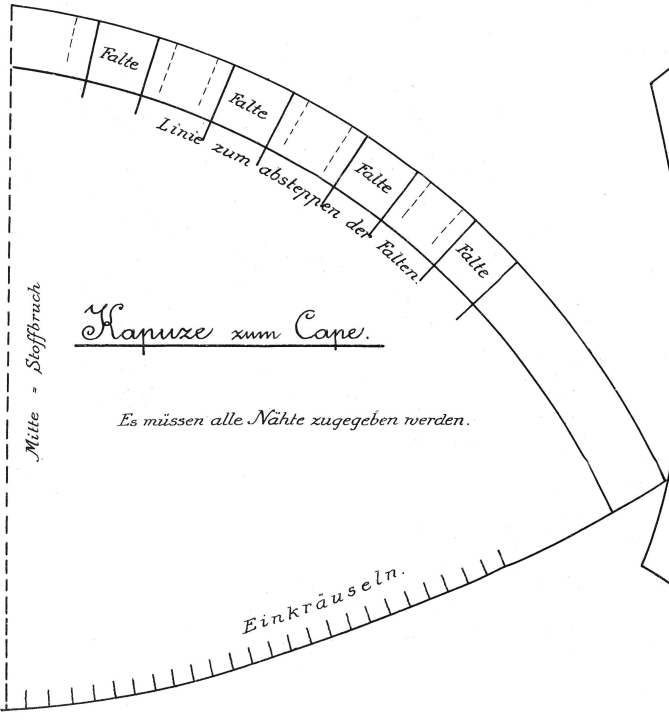 Falte
Falte
Falte
Falte
Linie zum absteppen der Falten.
Mitte = Stoffbruch
Kapuze zum Cape.
Es müssen alle Nähte zugegeben werden.
Einkräuseln.